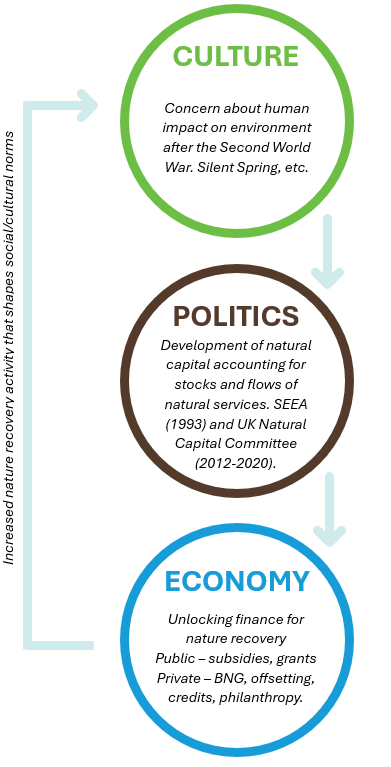 CULTURE
Concern about human
impact on environment
after the Second World
War. Silent Spring, etc.
POLITICS
Development of natural
capital accounting for
stocks and flows of
natural services. SEEA
(1993) and UK Natural
Capital Committee
(2012-2020).
ECONOMY
Unlocking finance for
nature recovery
Public – subsidies, grants
Private – BNG, offsetting,
credits, philanthropy.
Increased nature recovery activity that shapes social/cultural norms